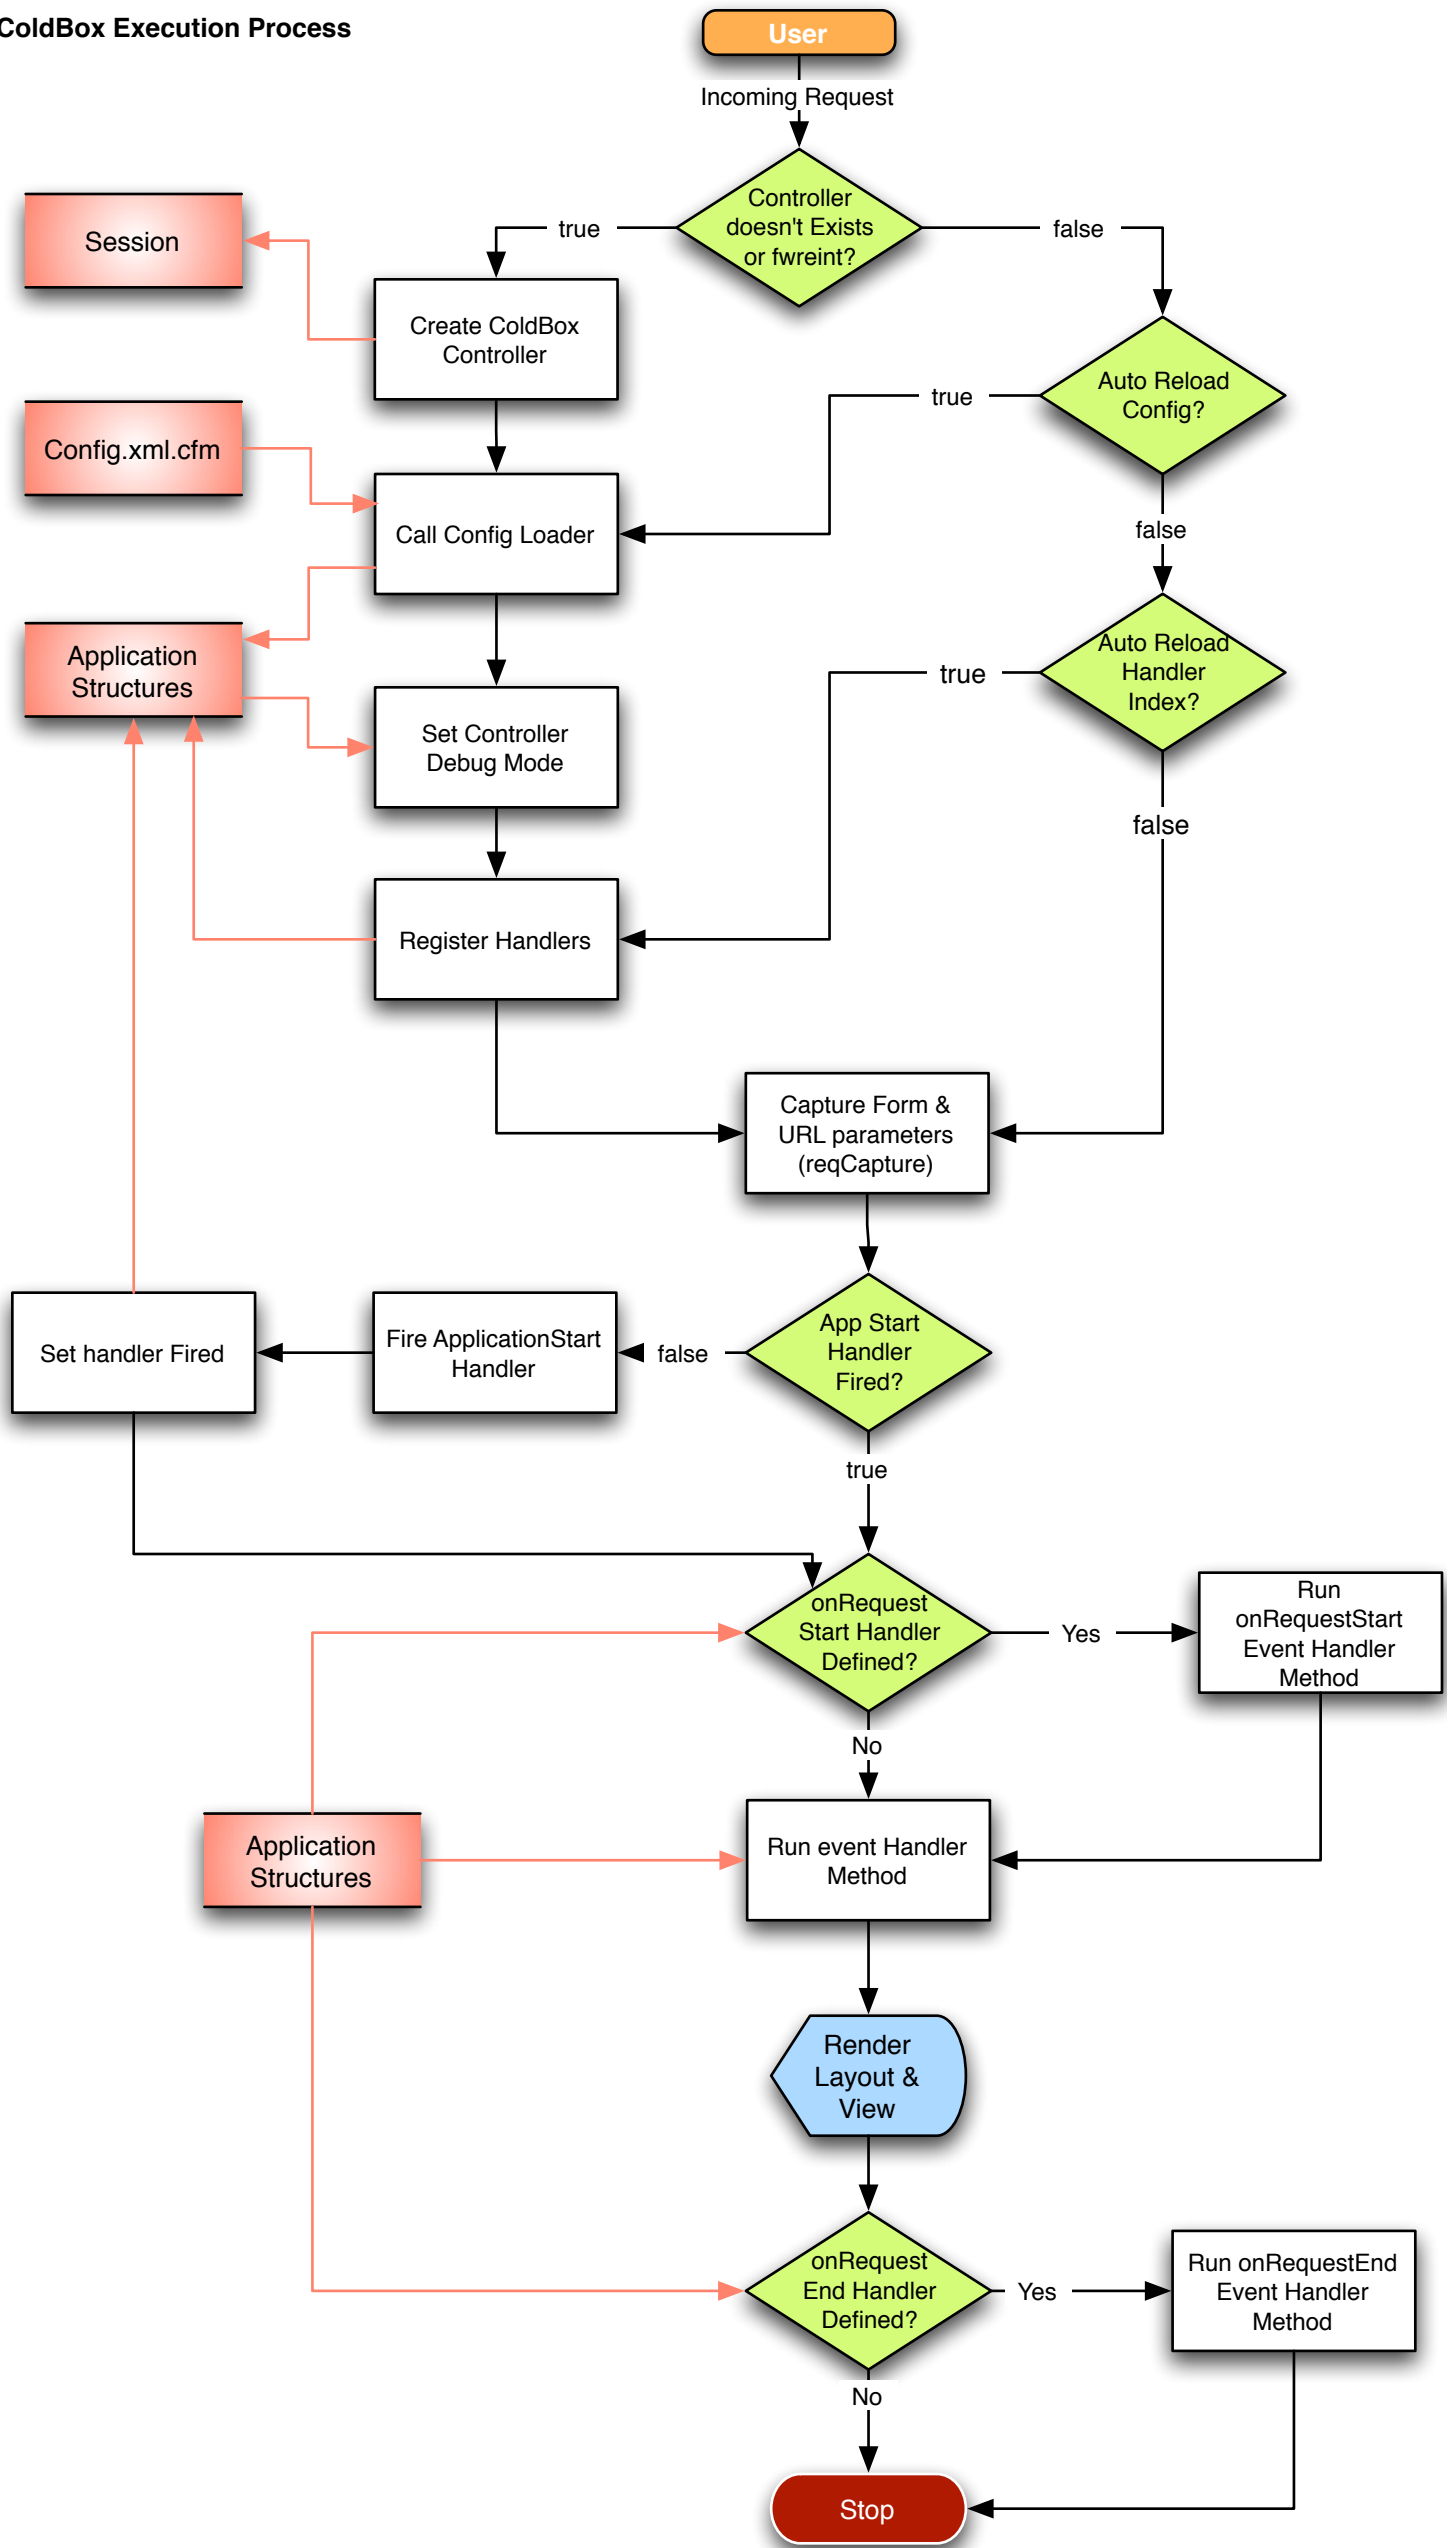 ColdBox Execution Process
User
Incoming Request
Controller
doesn't Exists
or fwreint?
true
false
Session
Create ColdBox
Controller
Auto Reload
Config?
true
Config.xml.cfm
Call Config Loader
false
Application
Structures
Auto Reload
Handler
Index?
true
Set Controller
Debug Mode
false
Register Handlers
Capture Form &
URL parameters
(reqCapture)
App Start
Handler
Fired?
false
Fire ApplicationStart
Handler
Set handler Fired
true
onRequest
Start Handler
Defined?
Yes
Run
onRequestStart
Event Handler
Method
No
Application
Structures
Run event Handler
Method
Render
Layout &
View
onRequest
End Handler
Defined?
Yes
Run onRequestEnd
Event Handler
Method
No
Stop